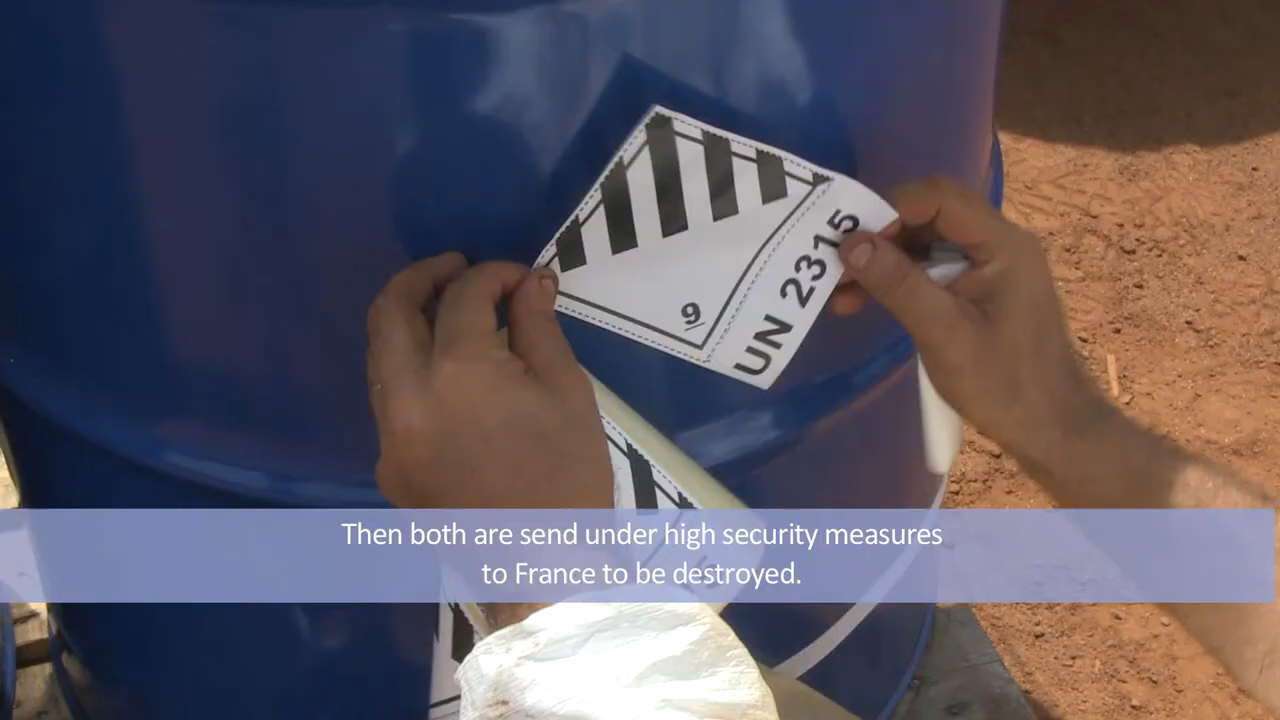 9
UN 2315
Then both are send under high security measures
to France to be destroyed.